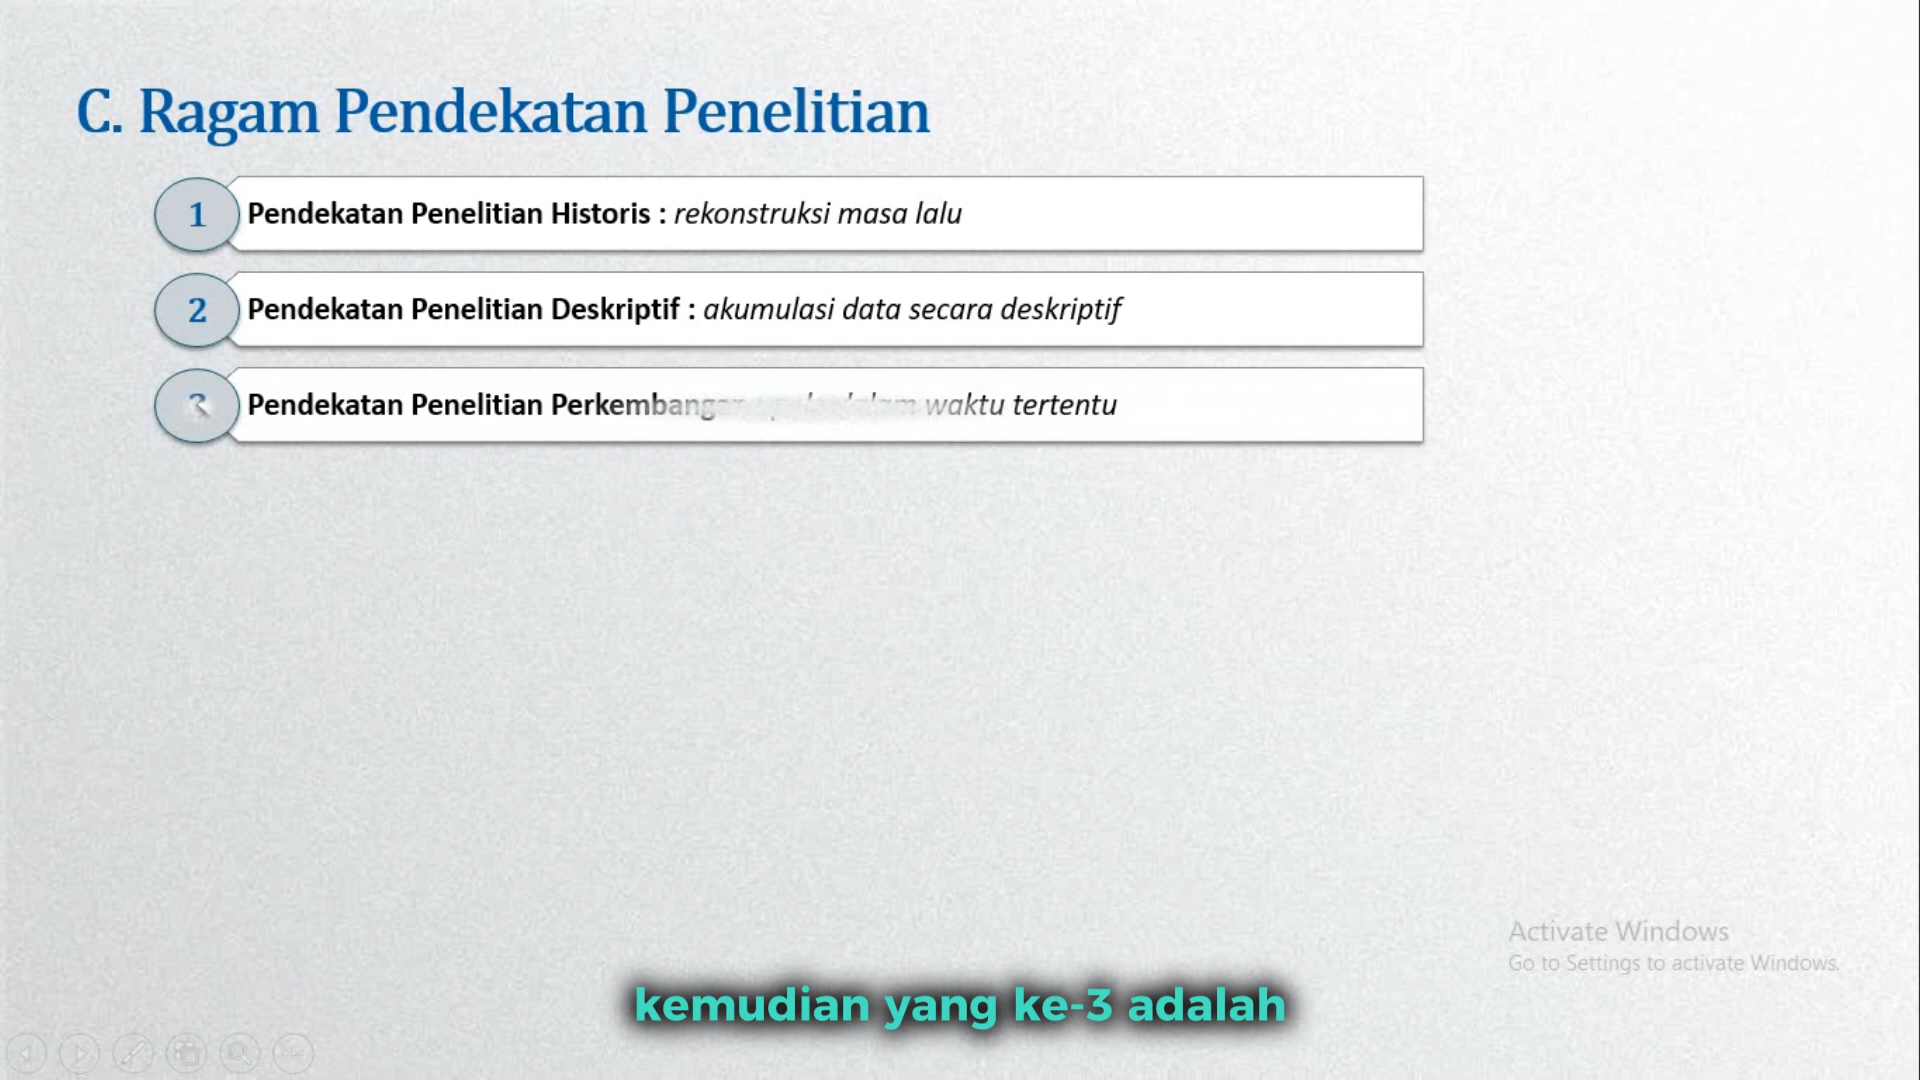 C. Ragam Pendekatan Penelitian
1
Pendekatan Penelitian Historis : rekonstruksi masa lalu
2
Pendekatan Penelitian Deskriptif : akumulasi data secara deskriptif
Pendekatan Penelitian waktu tertentu
Activate Windows
Go to Settings to activate Windows.
kemudian yang ke-3 adalah